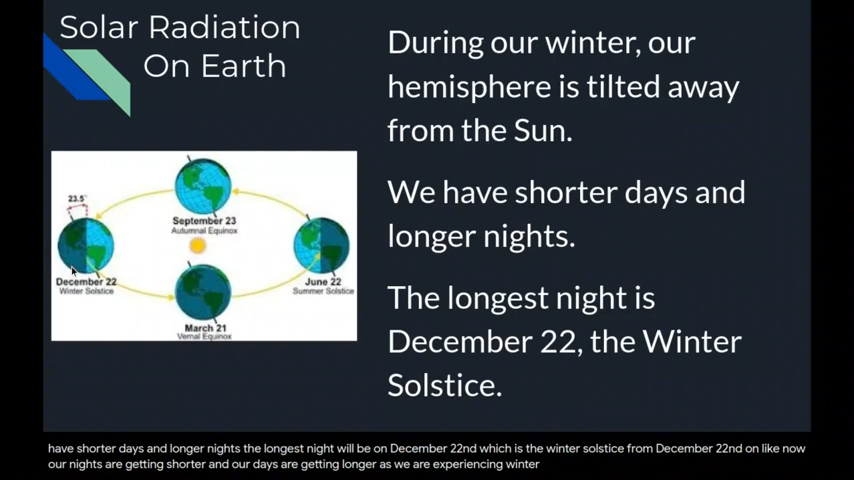 Solar Radiation
On Earth
During our winter, our
hemisphere is tilted away
from the Sun.
We have shorter days and
longer nights.
The longest night is
December 22, the Winter
Solstice.
23.5°
September 23
Autumnal Equinox
December 22
Winter Solstice
June 22
Summer Solstice
March 21
Vernal Equinox
have shorter days and longer nights the longest night will be on December 22nd which is the winter solstice from December 22nd on like now
our nights are getting shorter and our days are getting longer as we are experiencing winter